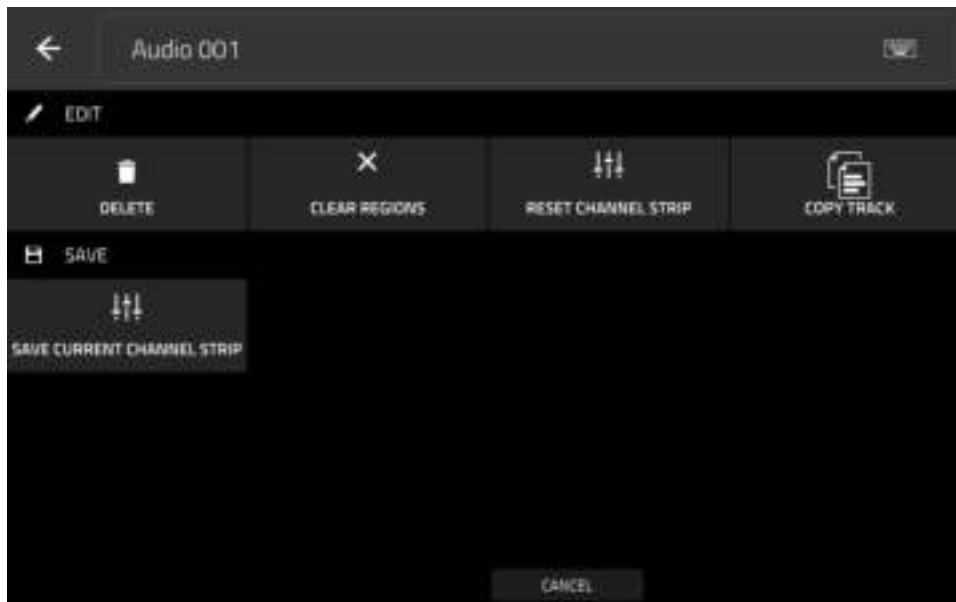 Audio 001
EDIT
DELETE
CLEAR REGIONS
RESET CHANNEL STRIP
COPY TRACK
SAVE
SAVE CURRENT CHANNEL STRIP
CANCEL